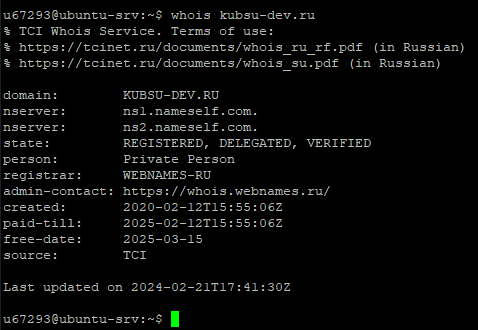 u67293@ubuntu-srv:~$ whois kubsu-dev.ru
% TCI Whois Service. Terms of use:
% https://tcinet.ru/documents/whois_ru_rf.pdf (in Russian)
% https://tcinet.ru/documents/whois_su.pdf (in Russian)

domain:        KUBSU-DEV.RU
nserver:       ns1.nameself.com.
nserver:       ns2.nameself.com.
state:         REGISTERED, DELEGATED, VERIFIED
person:        Private Person
registrar:     WEBNAMES-RU
admin-contact: https://whois.webnames.ru/
created:       2020-02-12T15:55:06Z
paid-till:     2025-02-12T15:55:06Z
free-date:     2025-03-15
source:        TCI

Last updated on 2024-02-21T17:41:30Z

u67293@ubuntu-srv:~$